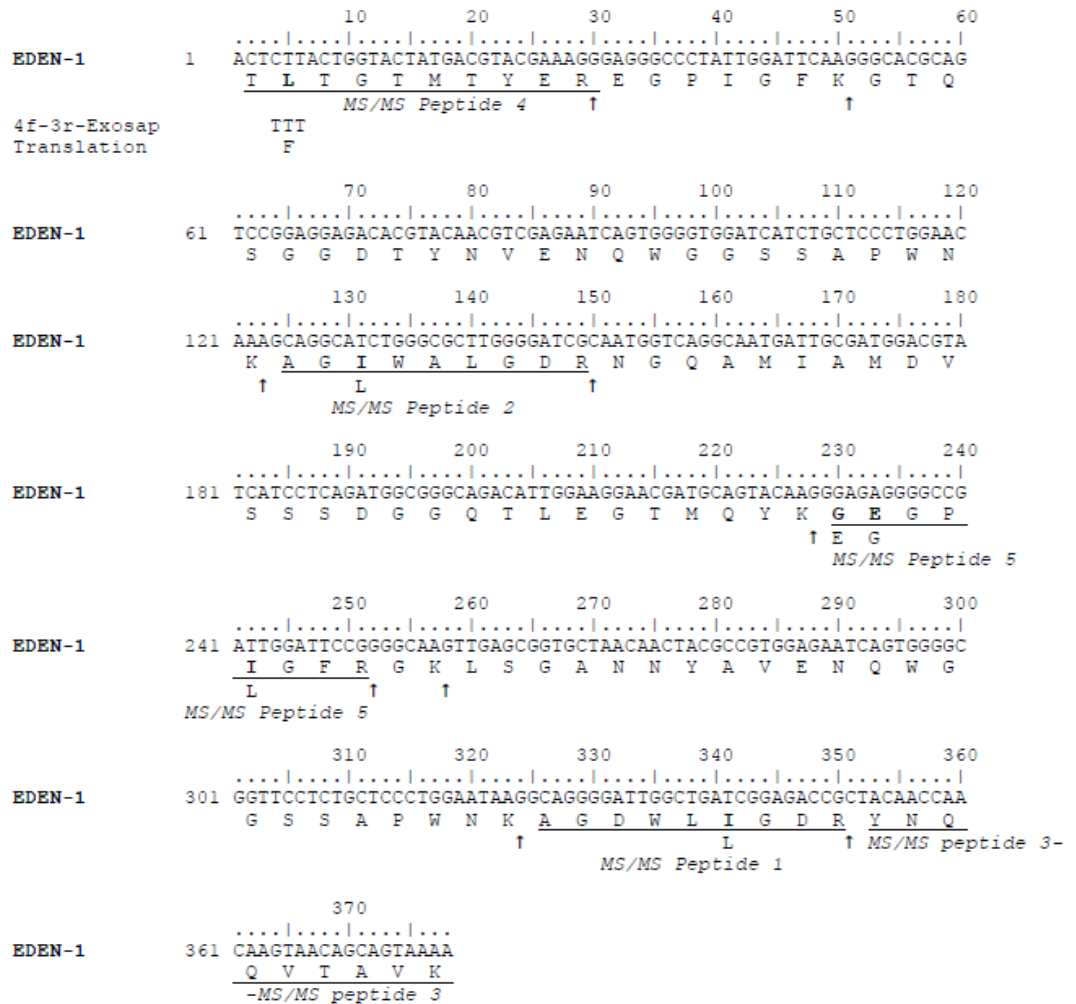 10 20 30 40 50 60
....|....|....|....|....|....|....|....|....|....|....|....|
EDEN-1 1 ACTCTTACTGGTACTATGACGTACGAAAGGGAGGGCCCTATTGGATTCAAGGGCACGCAG
T L T G T M T Y E R E G P I G F K G T Q
MS/MS Peptide 4 ↑ ↑
4f-3r-Exosap TTT
Translation F
70 80 90 100 110 120
....|....|....|....|....|....|....|....|....|....|....|....|
EDEN-1 61 TCCGGAGGAGACACGTACAACGTCGAGAATCAGTGGGGTGGATCATCTGCTCCCTGGAAC
S G G D T Y N V E N Q W G G S S A P W N
130 140 150 160 170 180
....|....|....|....|....|....|....|....|....|....|....|....|
EDEN-1 121 AAAGCAGGCATCTGGGCGCTTGGGGATCGCAATGGTCAGGCAATGATTGCGATGGACGTA
K A G I W A L G D R N G Q A M I A M D V
↑ L ↑
MS/MS Peptide 2
190 200 210 220 230 240
....|....|....|....|....|....|....|....|....|....|....|....|
EDEN-1 181 TCATCCTCAGATGGCGGGCAGACATTGGAAGGAACGATGCAGTACAAGGGAGAGGGGCCG
S S S D G G Q T L E G T M Q Y K G E G P
↑ E G
MS/MS Peptide 5
250 260 270 280 290 300
....|....|....|....|....|....|....|....|....|....|....|....|
EDEN-1 241 ATTGGATTCCGGGGCAAGTTGAGCGGTGCTAACAACTACGCCGTGGAGAATCAGTGGGGC
I G F R G K L S G A N N Y A V E N Q W G
L ↑ ↑
MS/MS Peptide 5
310 320 330 340 350 360
....|....|....|....|....|....|....|....|....|....|....|....|
EDEN-1 301 GGTTCCTCTGCTCCCTGGAATAAGGCAGGGGATTGGCTGATCGGAGACCGCTACAACCAA
G S S A P W N K A G D W L I G D R Y N Q
↑ L ↑ MS/MS peptide 3-
MS/MS Peptide 1
370
....|....|....|...
EDEN-1 361 CAAGTAACAGCAGTAAAA
Q V T A V K
-MS/MS peptide 3